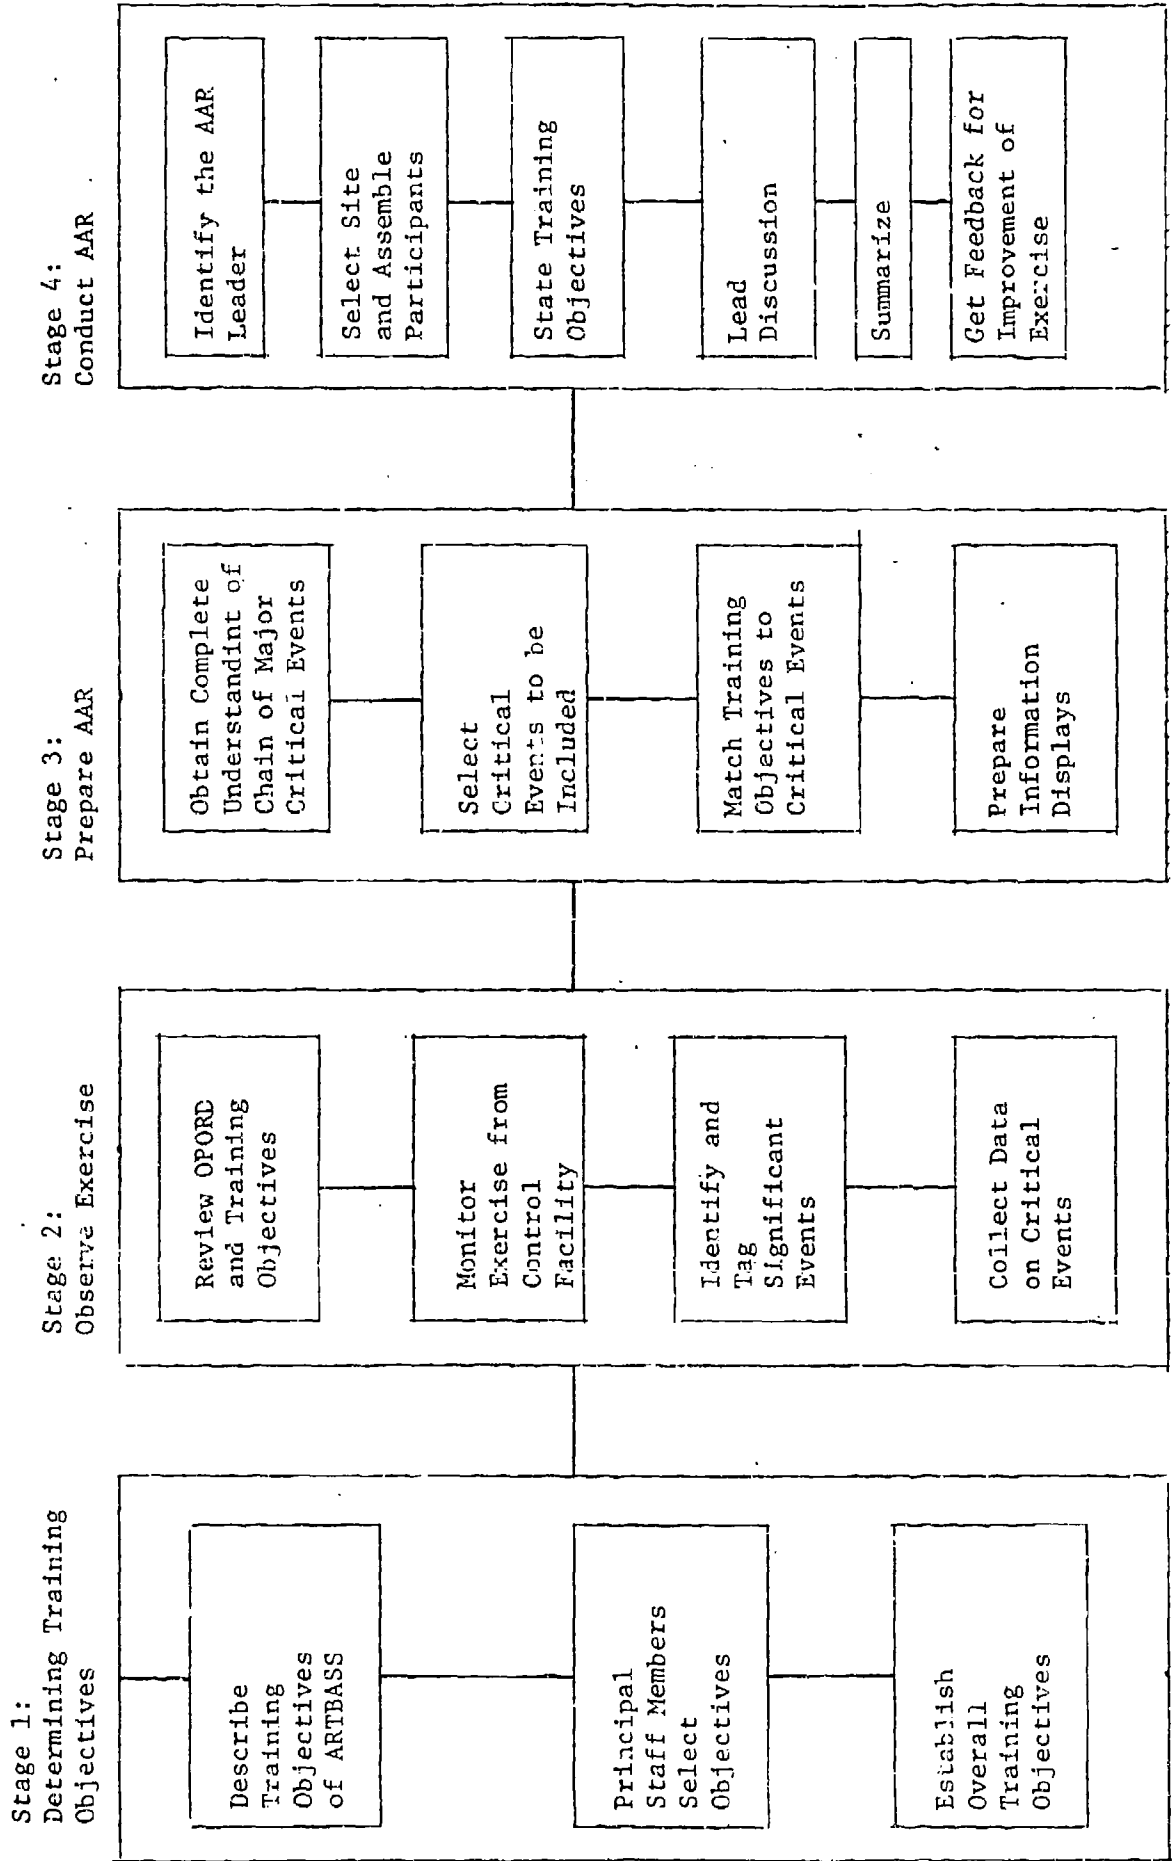 Stage 1:
Determining Training
Objectives
Describe
Training
Objectives
of ARTBASS
Principal
Staff Members
Select
Objectives
Establish
Overall
Training
Objectives
Stage 2:
Observe Exercise
Review OPORD
and Training
Objectives
Monitor
Exercise from
Control
Facility
Identify and
Tag
Significant
Events
Collect Data
on Critical
Events
Stage 3:
Prepare AAR
Obtain Complete
Understandint of
Chain of Major
Critical Events
Select
Critical
Events to be
Included
Match Training
Objectives to
Critical Events
Prepare
Information
Displays
Stage 4:
Conduct AAR
Identify the AAR
Leader
Select Site
and Assemble
Participants
State Training
Objectives
Lead
Discussion
Summarize
Get Feedback for
Improvement of
Exercise